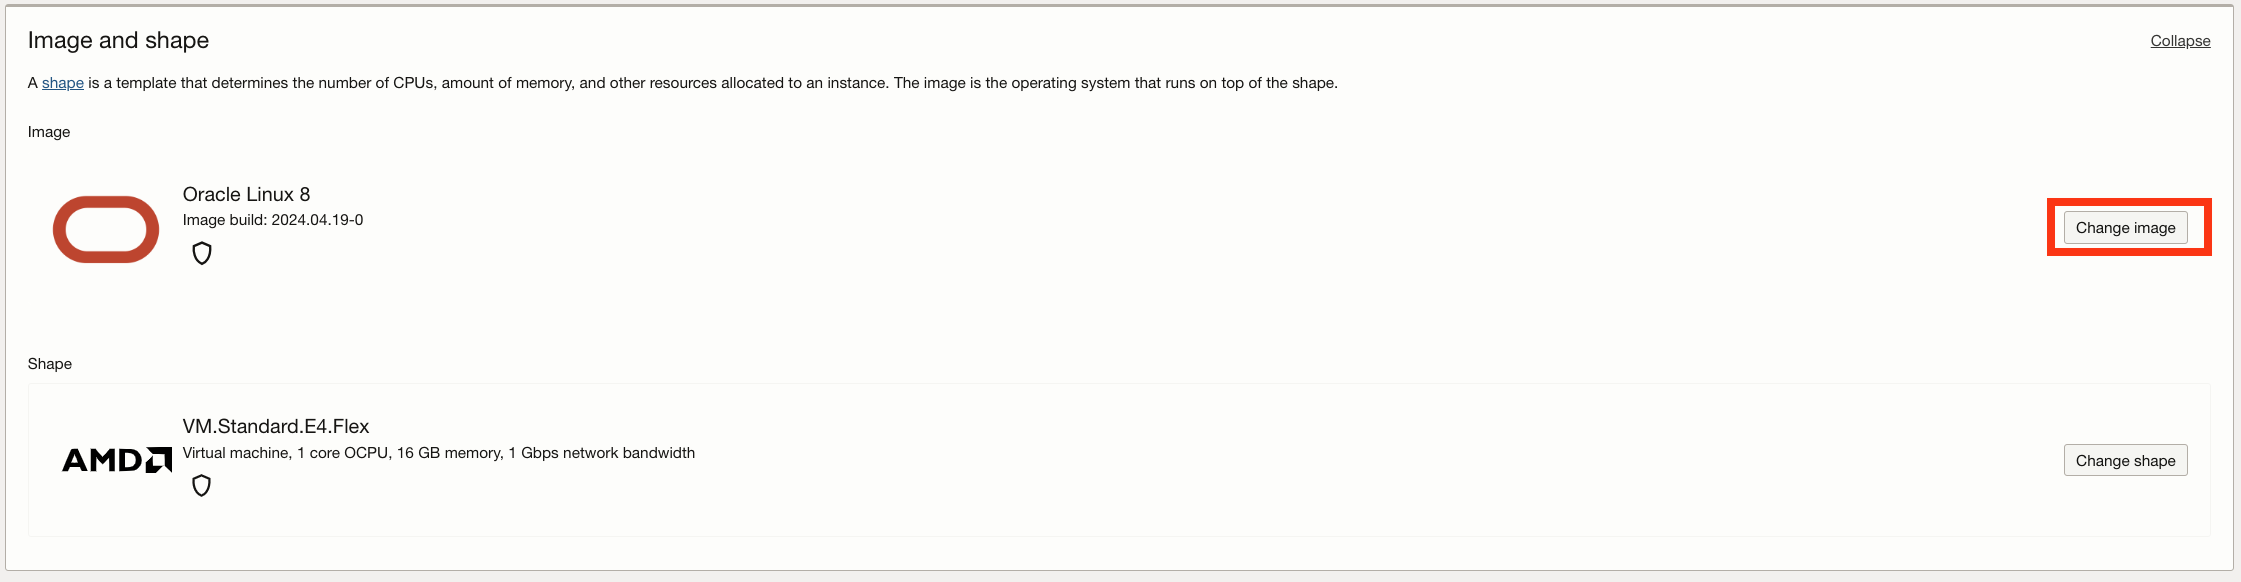 Image and shape
Collapse
A shape is a template that determines the number of CPUs, amount of memory, and other resources allocated to an instance. The image is the operating system that runs on top of the shape.
Image
Oracle Linux 8
Image build: 2024.04.19-0
Change image
Shape
AMD
VM.Standard.E4.Flex
Virtual machine, 1 core OCPU, 16 GB memory, 1 Gbps network bandwidth
Change shape